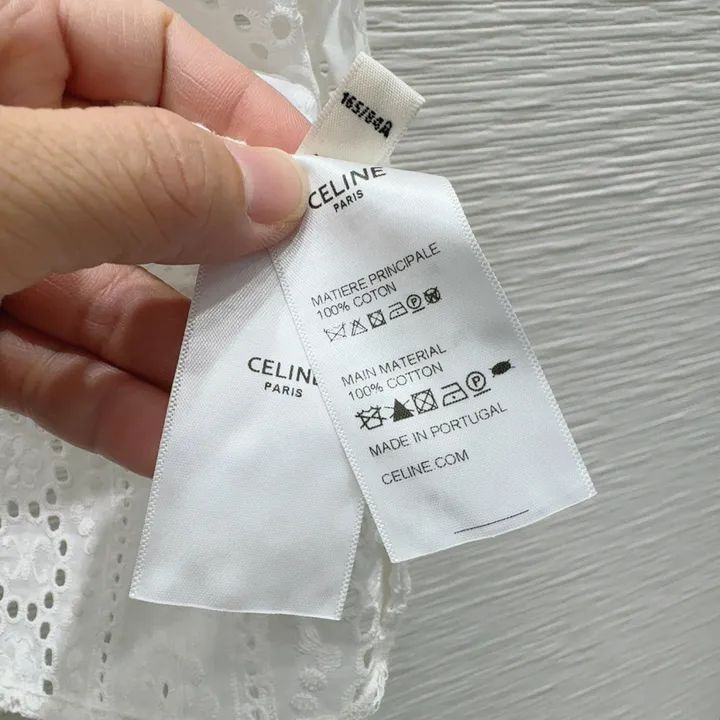 165/84A
CELINE
PARIS
MATIERE PRINCIPALE
100% COTON
MAIN MATERIAL
100% COTTON
MADE IN PORTUGAL
CELINE.COM
CELINE
PARIS